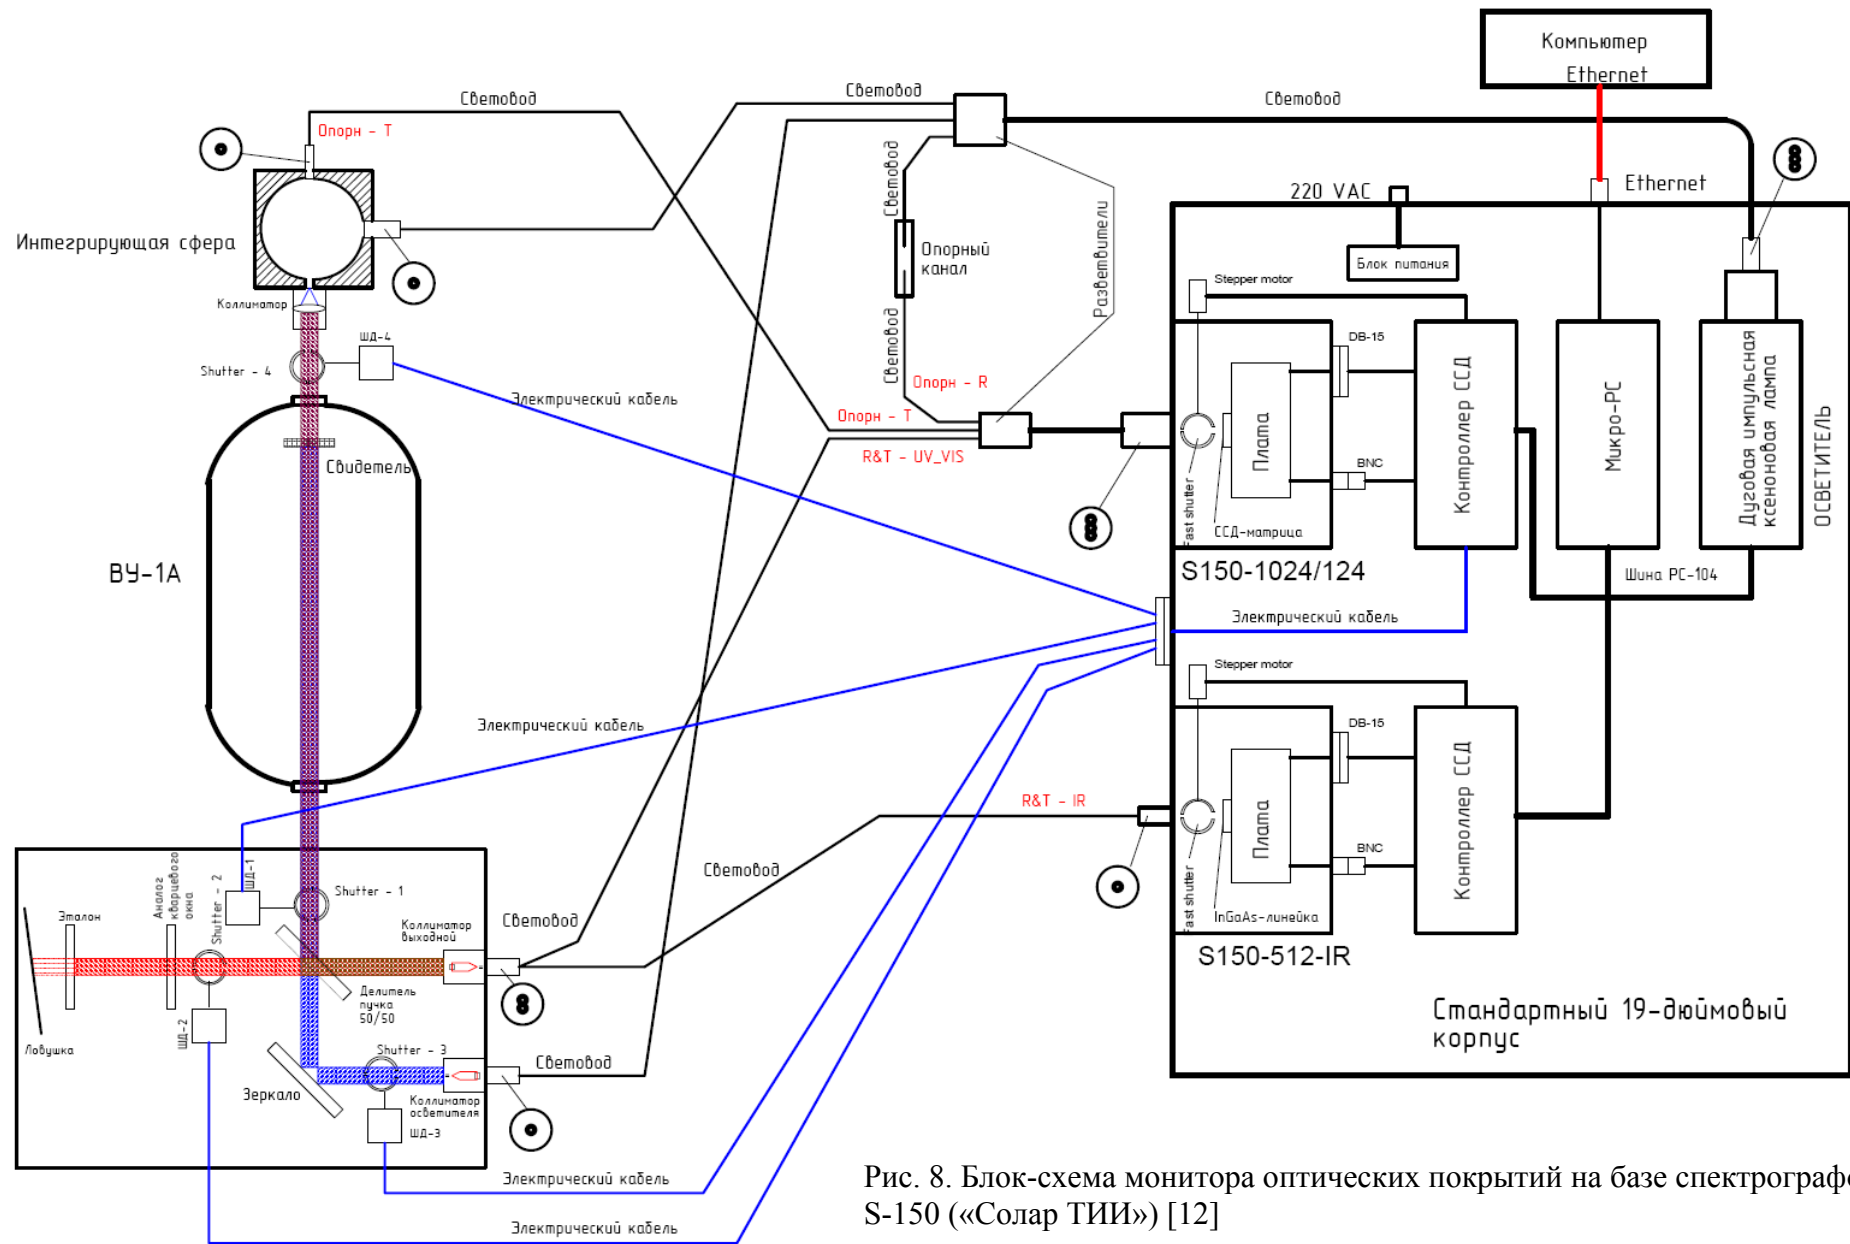 Компьютер
Ethernet
Световод
Световод
Световод
Опорн - Т
Ethernet
220 VAC
Интегрирующая сфера
Световод
Опорный
канал
Разветвители
Блок питания
Stepper motor
Коллиматор
ШД-4
Shutter - 4
Световод
DB-15
Опорн - R
Электрический кабель
Опорн - Т
R&T - UV_VIS
Свидетель
Плата
BNC
Контроллер ССД
Микро-РС
Дуговая импульсная
ксеноновая лампа
ОСВЕТИТЕЛЬ
Fast shutter
ССД-матрица
S150-1024/124
ВУ-1А
Шина РС-104
Электрический кабель
Stepper motor
Электрический кабель
DB-15
R&T - IR
Плата
BNC
Контроллер ССД
Fast shutter
InGaAs-линейка
S150-512-IR
Световод
Эталон
Аналог
кварцевого
окна
Shutter - 2
ШД-1
Shutter - 1
Коллиматор
выходной
Световод
Делитель
пучка
50/50
ШД-2
Ловушка
Shutter - 3
Зеркало
Коллиматор
осветителя
ШД-3
Световод
Стандартный 19-дюймовый
корпус
Электрический кабель
Электрический кабель
Рис. 8. Блок-схема монитора оптических покрытий на базе спектрографо
S-150 («Солар ТИИ») [12]